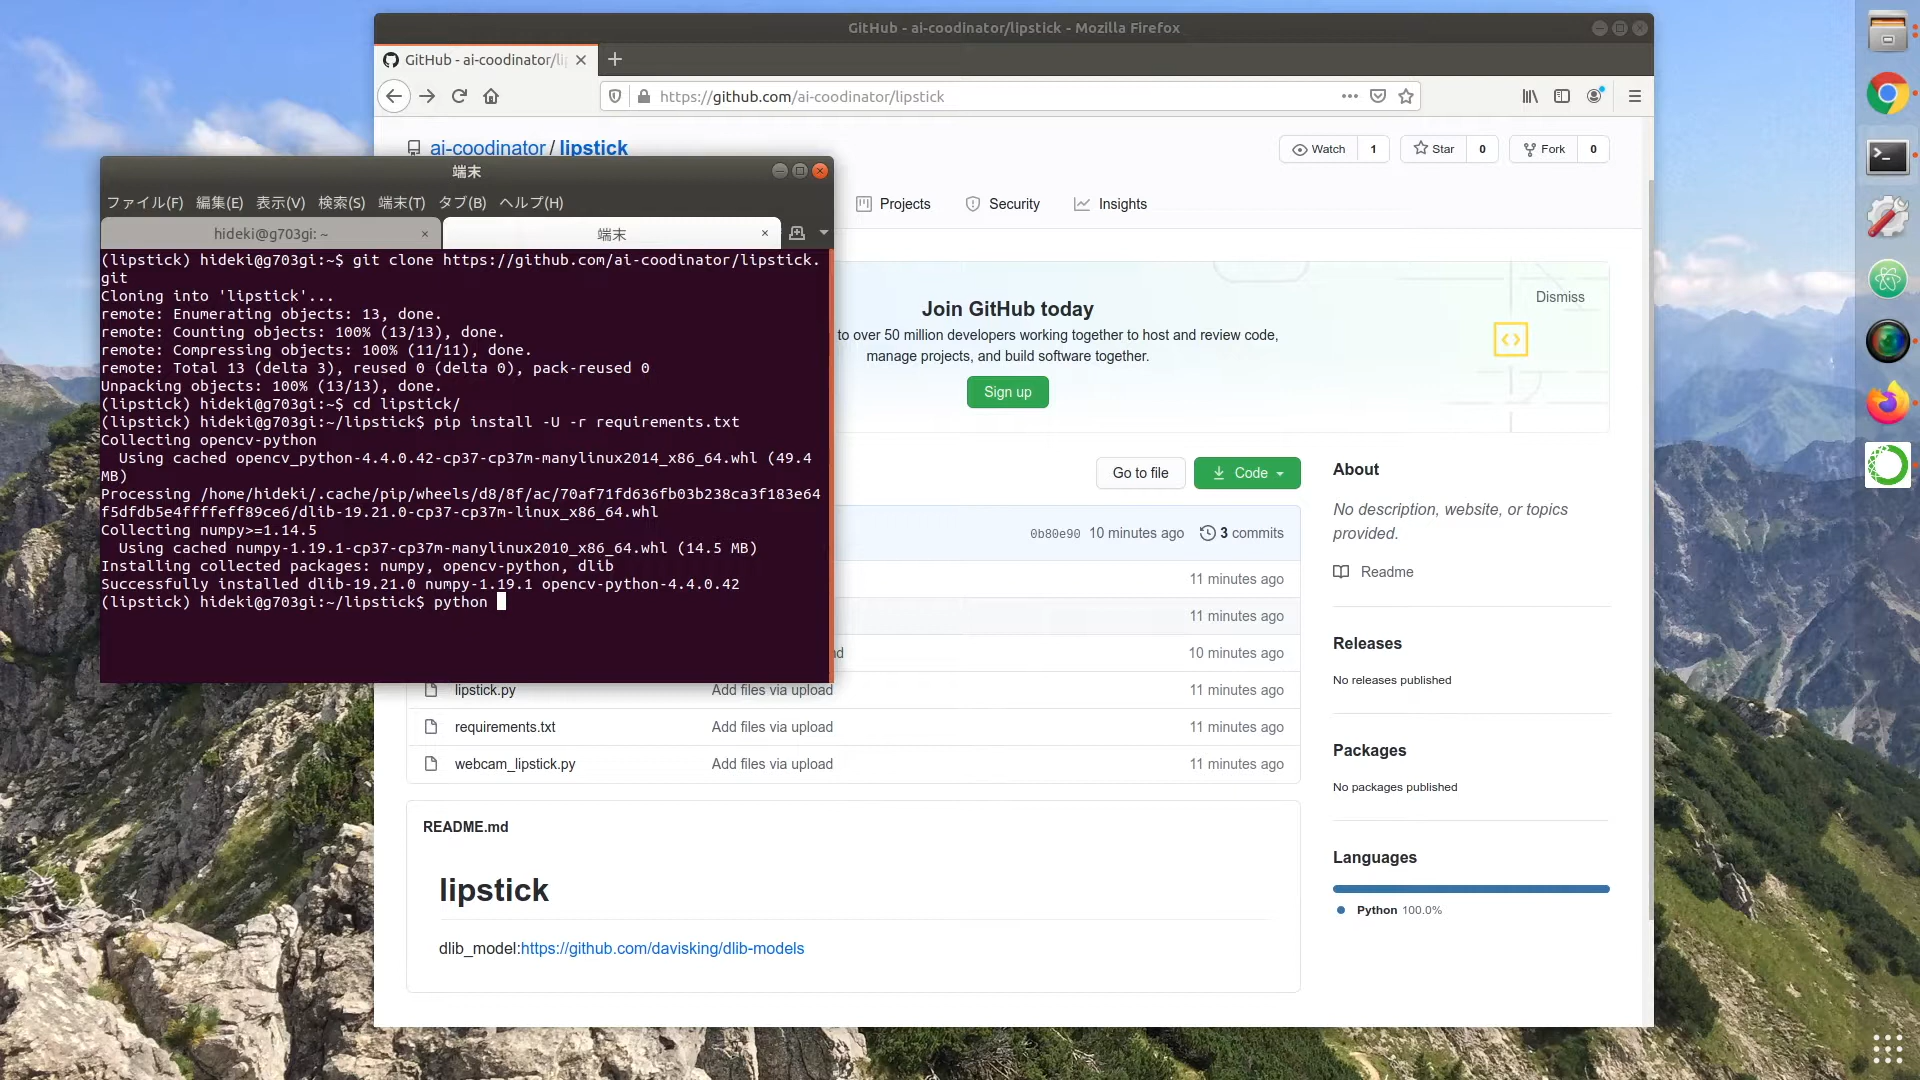 GitHub - ai-coodinator/lipstick - Mozilla Firefox
GitHub - ai-coodinator/li
https://github.com/ai-coodinator/lipstick
ai-coodinator / lipstick
Watch 1
Star 0
Fork 0
Projects
Security
Insights
端末
ファイル(F) 編集(E) 表示(V) 検索(S) 端末(T) タブ(B) ヘルプ(H)
hideki@g703gi: ~
端末
(lipstick) hideki@g703gi:~$ git clone https://github.com/ai-coodinator/lipstick.
git
Cloning into 'lipstick'...
remote: Enumerating objects: 13, done.
remote: Counting objects: 100% (13/13), done.
remote: Compressing objects: 100% (11/11), done.
remote: Total 13 (delta 3), reused 0 (delta 0), pack-reused 0
Unpacking objects: 100% (13/13), done.
(lipstick) hideki@g703gi:~$ cd lipstick/
(lipstick) hideki@g703gi:~/lipstick$ pip install -U -r requirements.txt
Collecting opencv-python
Using cached opencv_python-4.4.0.42-cp37-cp37m-manylinux2014_x86_64.whl (49.4
MB)
Processing /home/hideki/.cache/pip/wheels/d8/8f/ac/70af71fd636fb03b238ca3f183e64
f5dfdb5e4ffffeff89ce6/dlib-19.21.0-cp37-cp37m-linux_x86_64.whl
Collecting numpy>=1.14.5
Using cached numpy-1.19.1-cp37-cp37m-manylinux2010_x86_64.whl (14.5 MB)
Installing collected packages: numpy, opencv-python, dlib
Successfully installed dlib-19.21.0 numpy-1.19.1 opencv-python-4.4.0.42
(lipstick) hideki@g703gi:~/lipstick$ python
Join GitHub today
Dismiss
to over 50 million developers working together to host and review code,
manage projects, and build software together.
Sign up
Go to file
Code
0b80e90 10 minutes ago 3 commits
11 minutes ago
11 minutes ago
10 minutes ago
lipstick.py Add files via upload 11 minutes ago
requirements.txt Add files via upload 11 minutes ago
webcam_lipstick.py Add files via upload 11 minutes ago
README.md
lipstick
dlib_model:https://github.com/davisking/dlib-models
About
No description, website, or topics
provided.
Readme
Releases
No releases published
Packages
No packages published
Languages
Python 100.0%